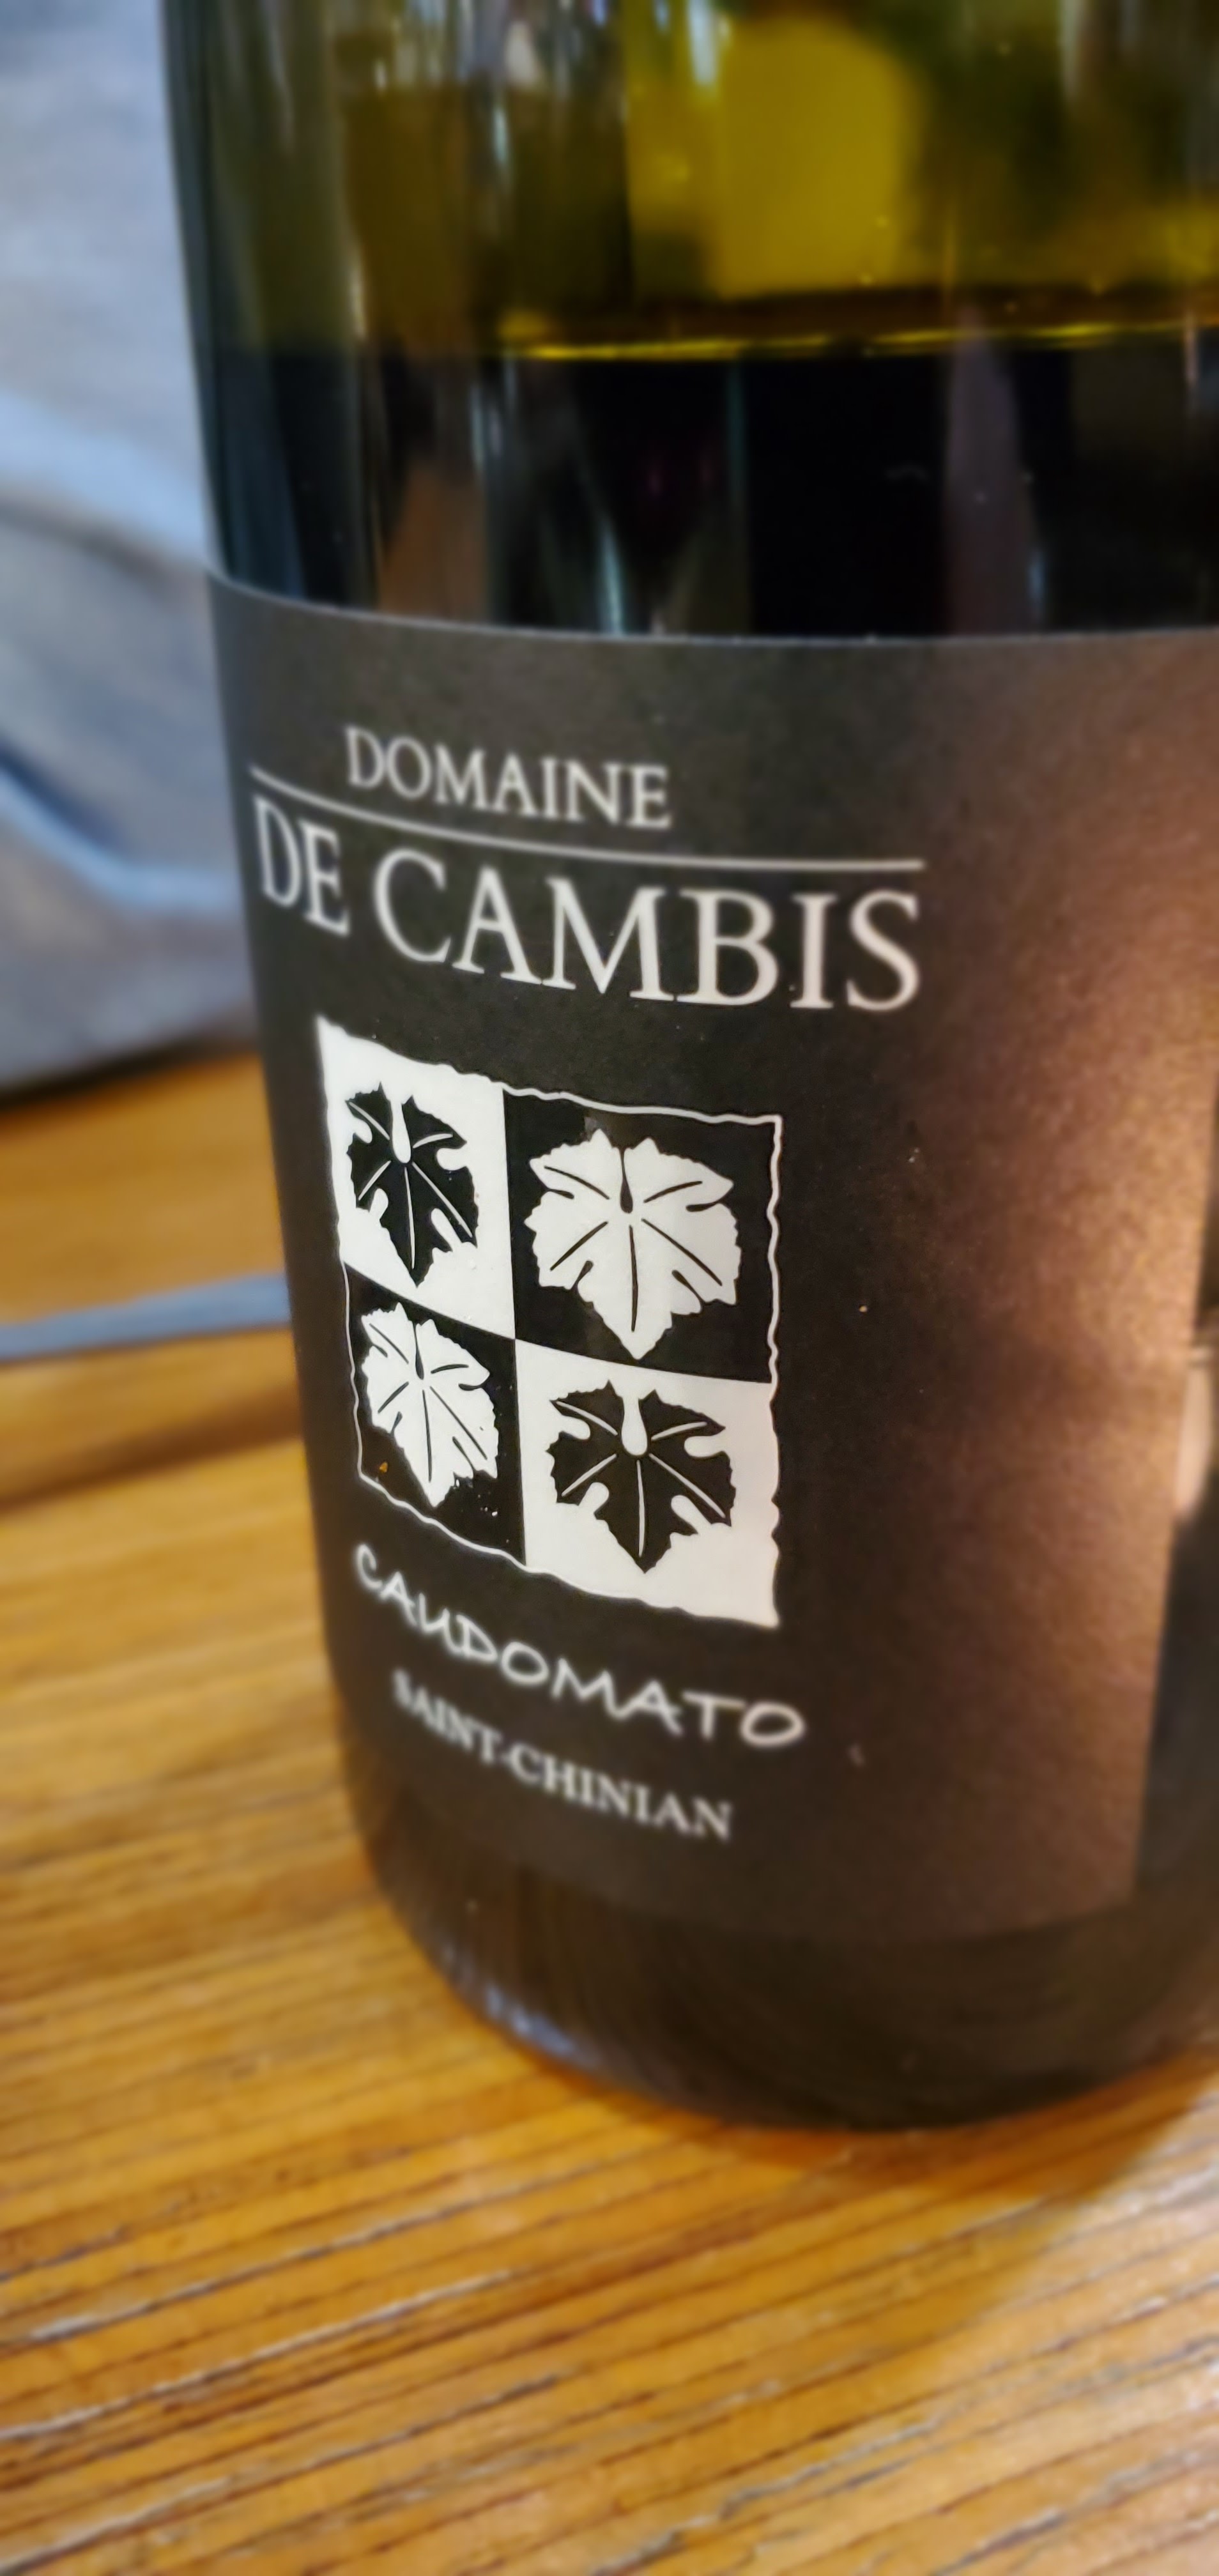 DOMAINE
DE CAMBIS
CAUDOMATO
SAINT-CHINIAN